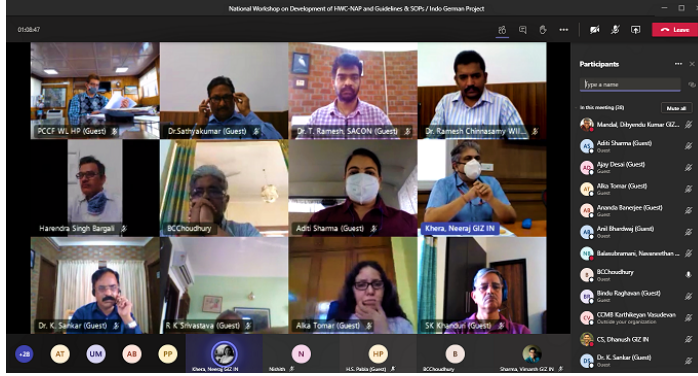 National Workshop on Development of HWC-NAP and Guidelines & SOPs / Indo German Project
01:08:47
Leave
PCCF WL HP (Guest)
Dr.Sathyakumar (Guest)
Dr. T. Ramesh, SACON (Guest)
Dr. Ramesh Chinnasamy WII...
Harendra Singh Bargali
BCChoudhury
Aditi Sharma (Guest)
Khera, Neeraj GIZ IN
Dr. K. Sankar (Guest)
R K Srivastava (Guest)
Alka Tomar (Guest)
SK Khanduri (Guest)
+28
AT
UM
AB
PP
Khera, Neeraj GIZ IN
N
Nishith
HP
H.S. Pabla (Guest)
B
BCChoudhury
Sharma, Vimarsh GIZ IN
Participants
Type a name
In this meeting (38)
Mute all
Mandal, Dibyendu Kumar GIZ...
Aditi Sharma (Guest)
Guest
Ajay Desai (Guest)
Guest
Alka Tomar (Guest)
Guest
Ananda Banerjee (Guest)
Guest
Anil Bhardwaj (Guest)
Guest
Balasubramani, Navaneethan ...
BCChoudhury
Guest
Bindu Raghavan (Guest)
Guest
CCMB Karthikeyan Vasudevan
Outside your organization
CS, Dhanush GIZ IN
Dr. K. Sankar (Guest)
Guest